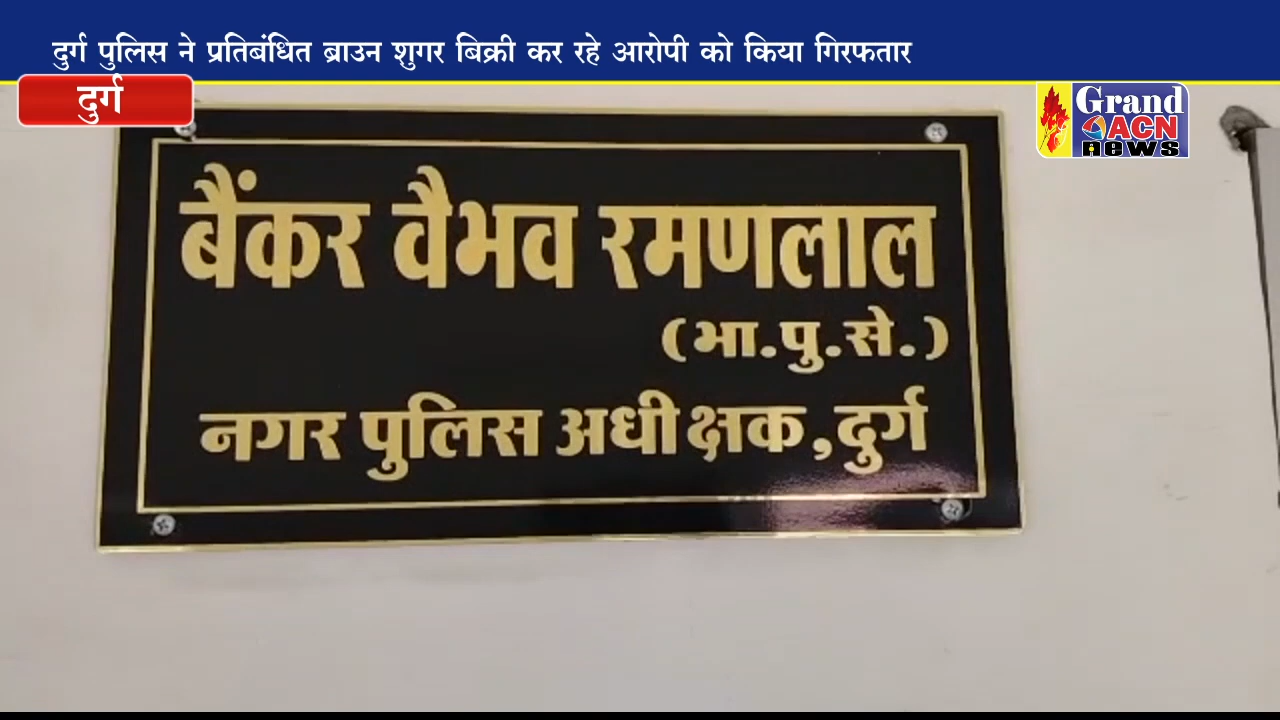 दुर्ग पुलिस ने प्रतिबंधित ब्राउन शुगर बिक्री कर रहे आरोपी को किया गिरफतार
दुर्ग
Grand
ACN
news
बैंकर वैभव रमणलाल
(भा.पु.से.)
नगर पुलिस अधीक्षक,दुर्ग